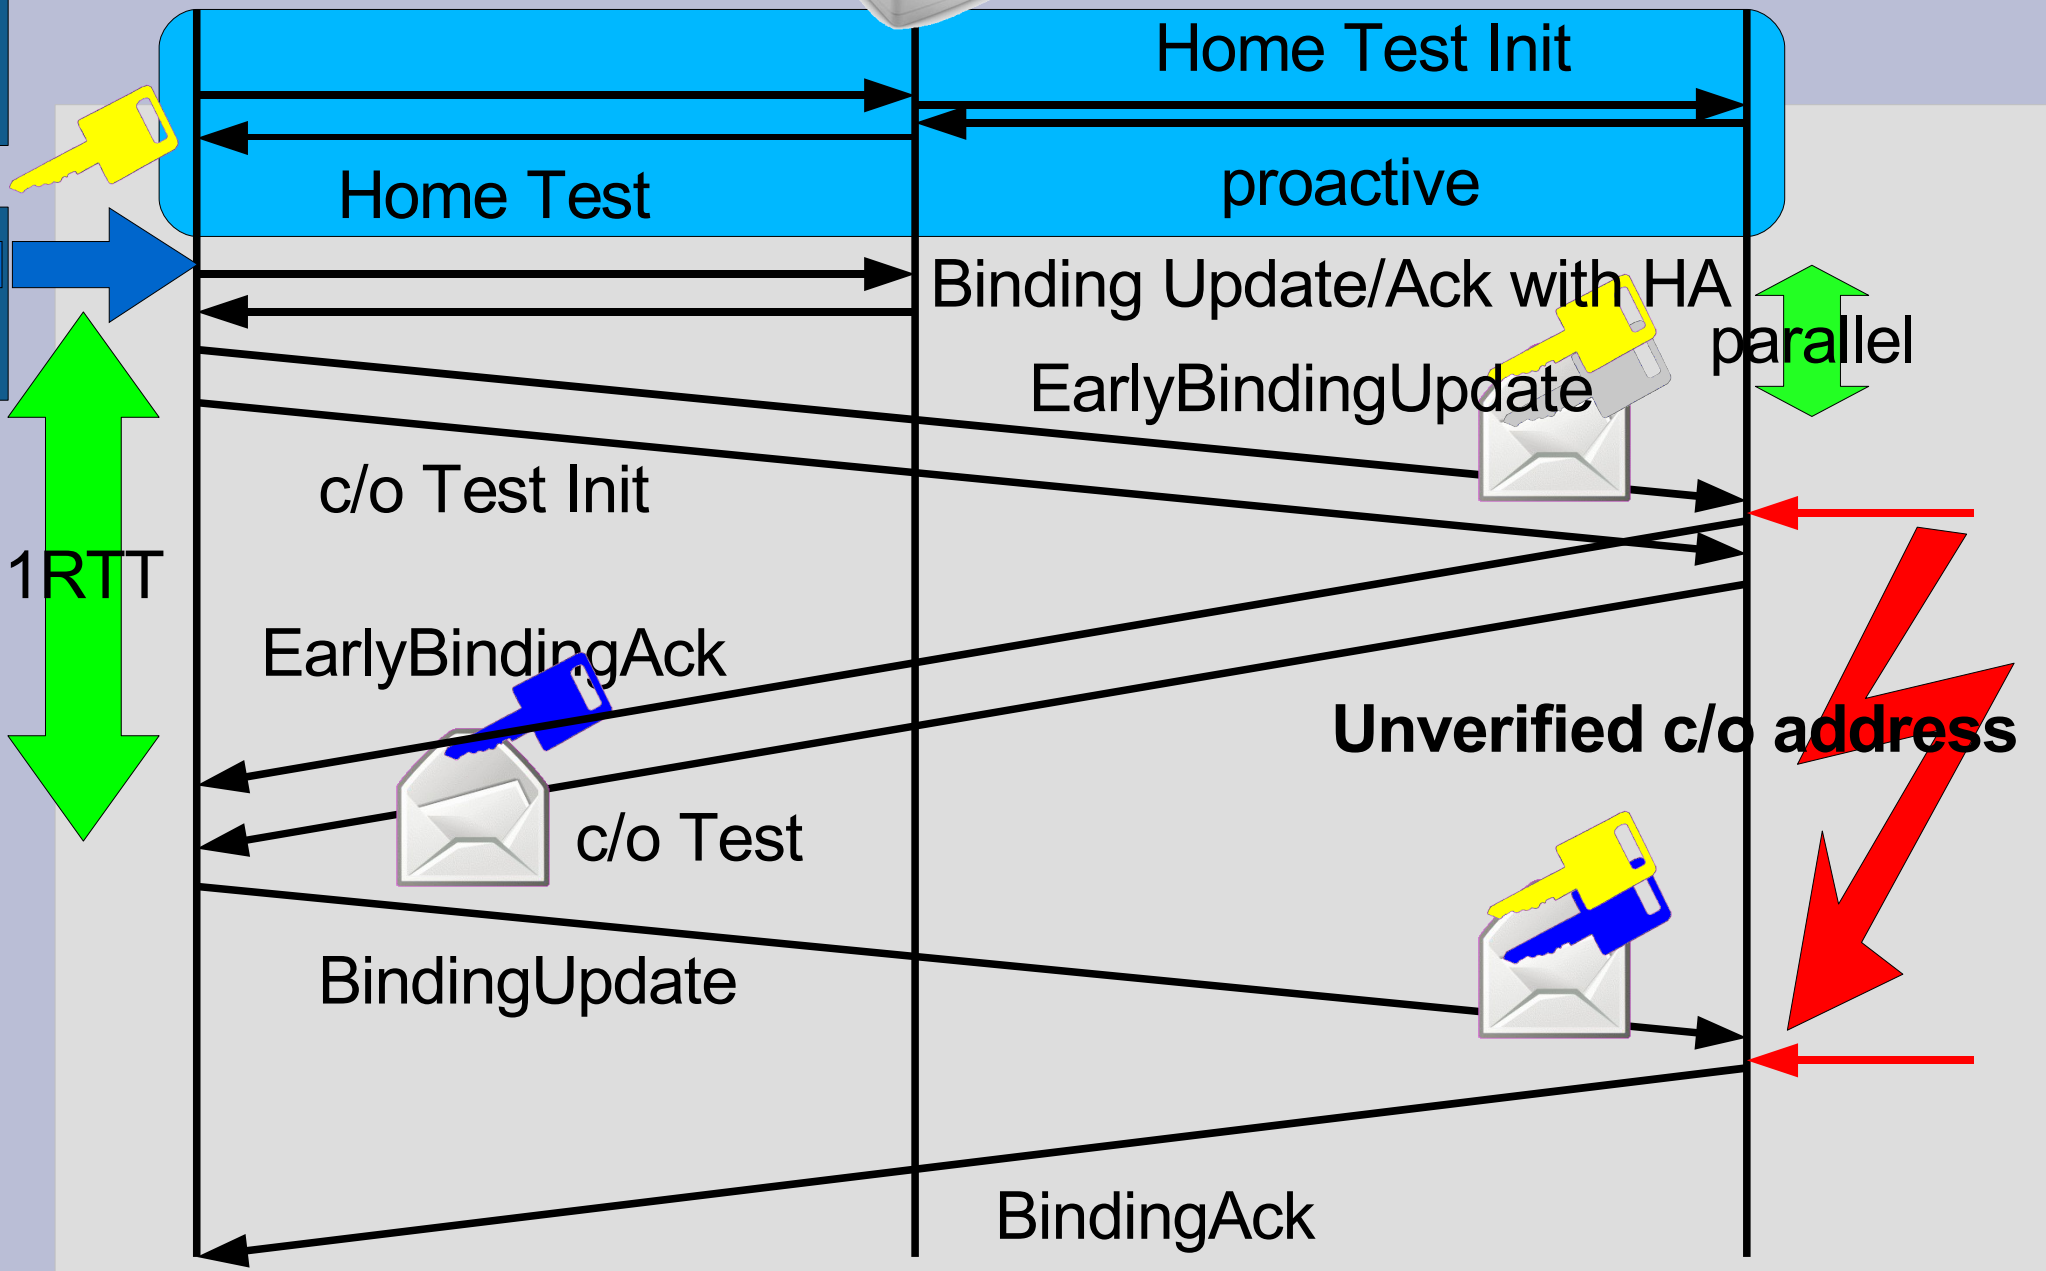 Home Test Init
Home Test
proactive
Binding Update/Ack with HA
parallel
EarlyBindingUpdate
c/o Test Init
1RTT
EarlyBindingAck
Unverified c/o address
c/o Test
BindingUpdate
BindingAck